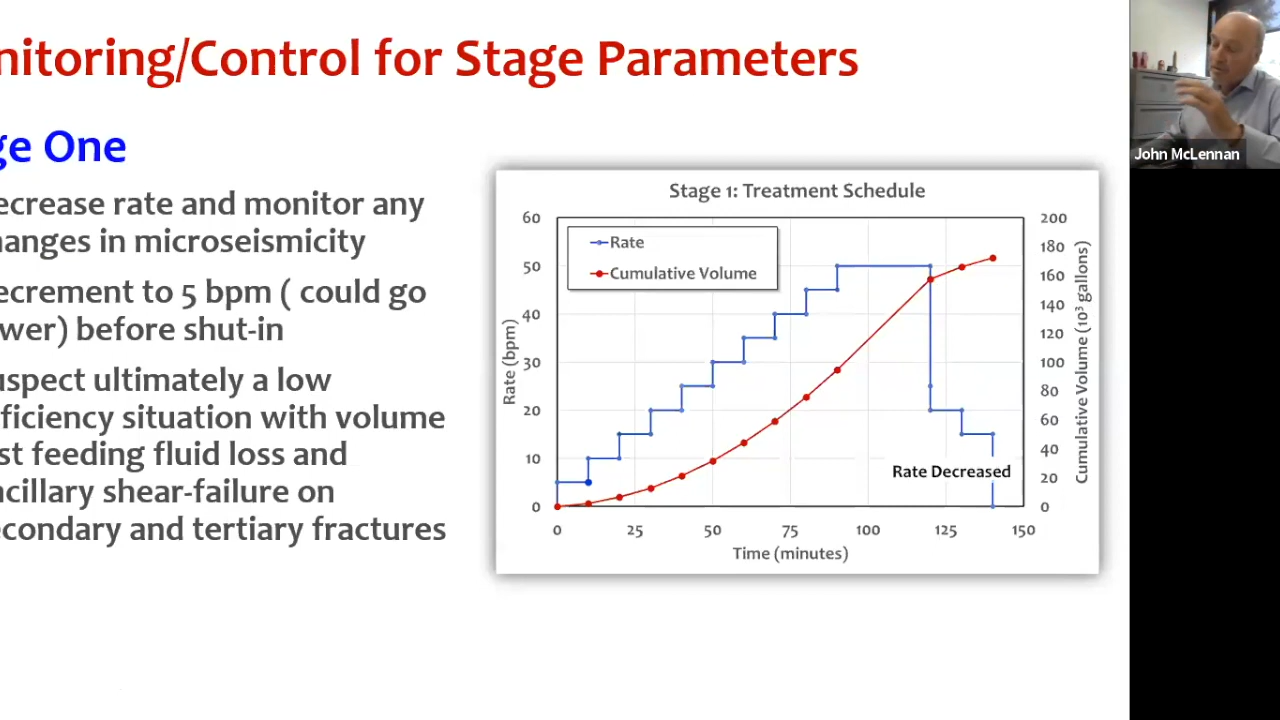 nitoring/Control for Stage Parameters
ge One
ecrease rate and monitor any
anges in microseismicity
ecrement to 5 bpm ( could go
wer) before shut-in
uspect ultimately a low
ficiency situation with volume
st feeding fluid loss and
ncillary shear-failure on
econdary and tertiary fractures
Stage 1: Treatment Schedule
Rate
Cumulative Volume
Rate (bpm)
60
50
40
30
20
10
0
200
180
160
140
120
100
80
60
40
20
0
Cumulative Volume (10³ gallons)
Rate Decreased
0 25 50 75 100 125 150
Time (minutes)
John McLennan